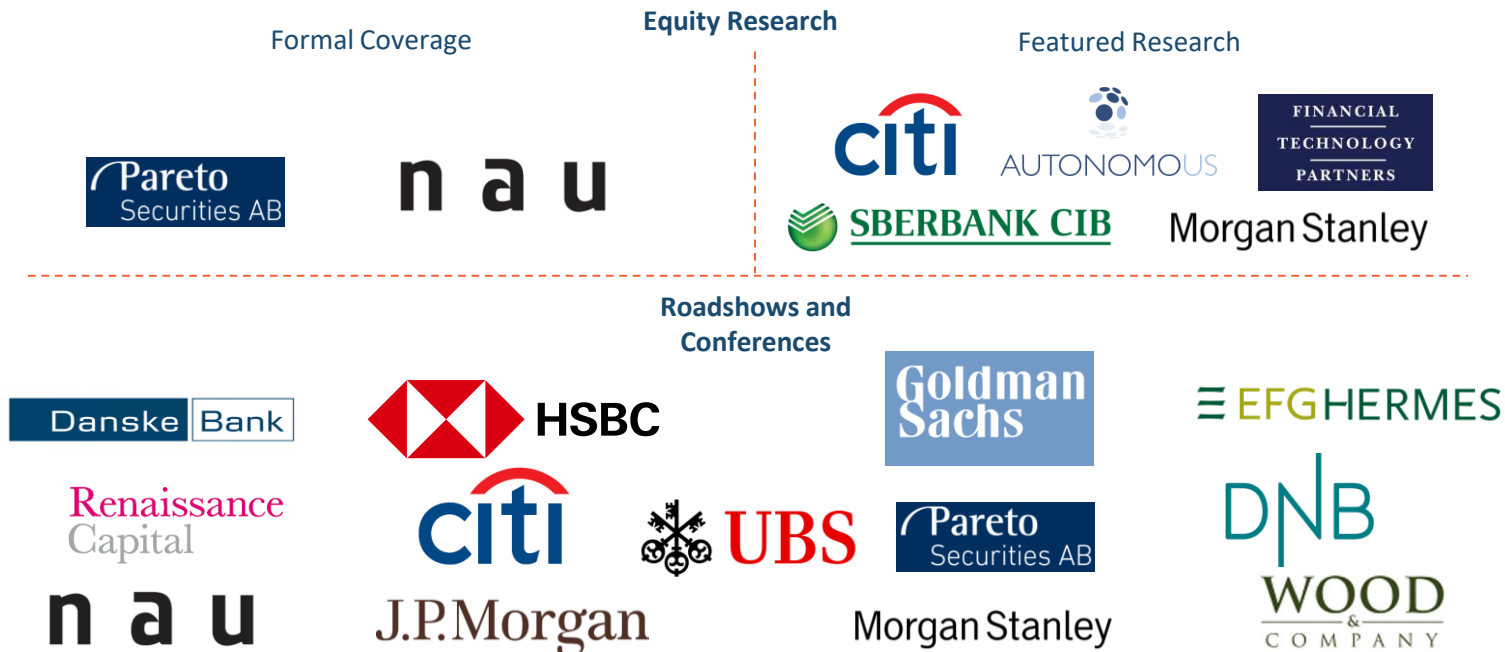 Equity Research
Formal Coverage
Featured Research
Pareto
Securities AB
nau
citi
AUTONOMOUS
FINANCIAL
TECHNOLOGY
PARTNERS
SBERBANK CIB
Morgan Stanley
Roadshows and
Conferences
Danske Bank
HSBC
Goldman
Sachs
EFGHERMES
Renaissance
Capital
citi
UBS
Pareto
Securities AB
DNB
nau
J.P.Morgan
Morgan Stanley
WOOD
&
COMPANY